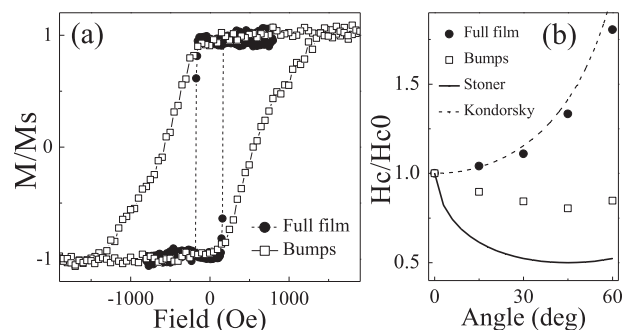 (a)
1
0
-1
M/Ms
Full film
Bumps
-1000
0
1000
Field (Oe)
(b)
Full film
Bumps
Stoner
Kondorsky
1.5
1.0
0.5
Hc/Hc0
0
30
60
Angle (deg)